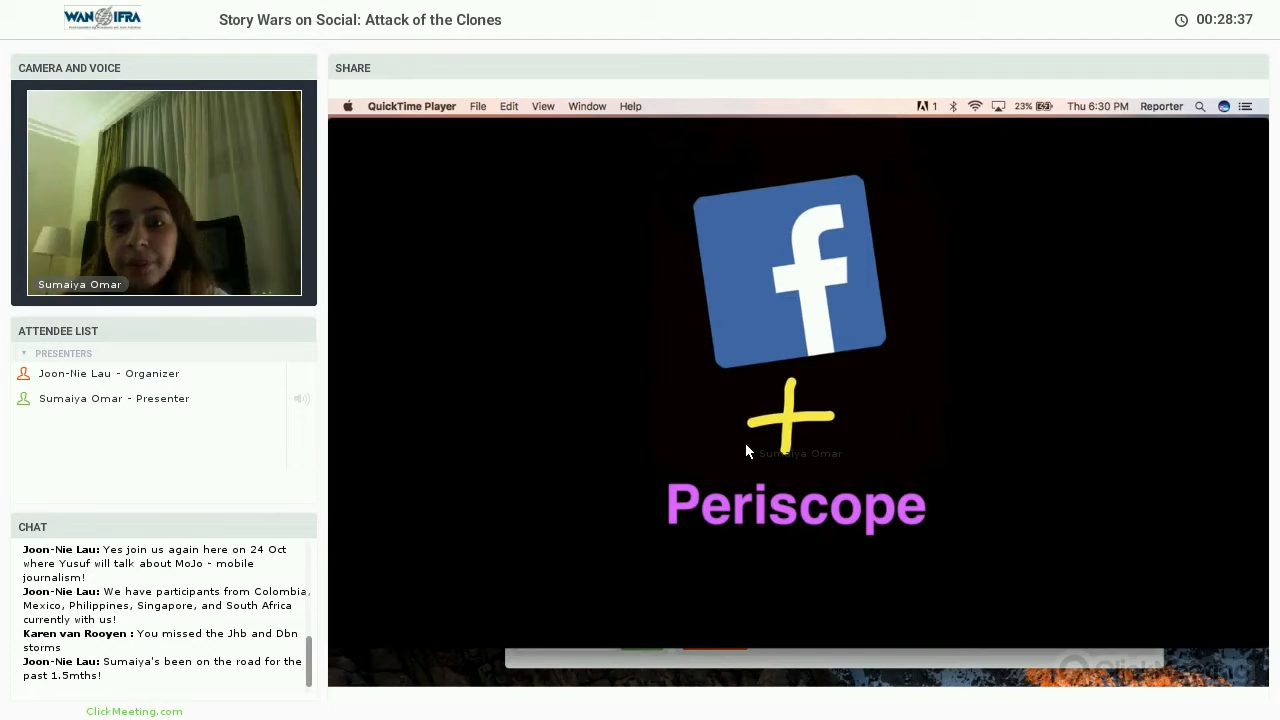 WAN IFRA
Story Wars on Social: Attack of the Clones
00:28:37
CAMERA AND VOICE
Sumaiya Omar
ATTENDEE LIST
PRESENTERS
Joon-Nie Lau - Organizer
Sumaiya Omar - Presenter
CHAT
Joon-Nie Lau: Yes join us again here on 24 Oct
where Yusuf will talk about MoJo - mobile
journalism!
Joon-Nie Lau: We have participants from Colombia,
Mexico, Philippines, Singapore, and South Africa
currently with us!
Karen van Rooyen : You missed the Jhb and Dbn
storms
Joon-Nie Lau: Sumaiya's been on the road for the
past 1.5mths!
ClickMeeting.com
SHARE
QuickTime Player File Edit View Window Help 1 23% Thu 6:30 PM Reporter
f
+
Sumaiya Omar
Periscope
ClickMeeting